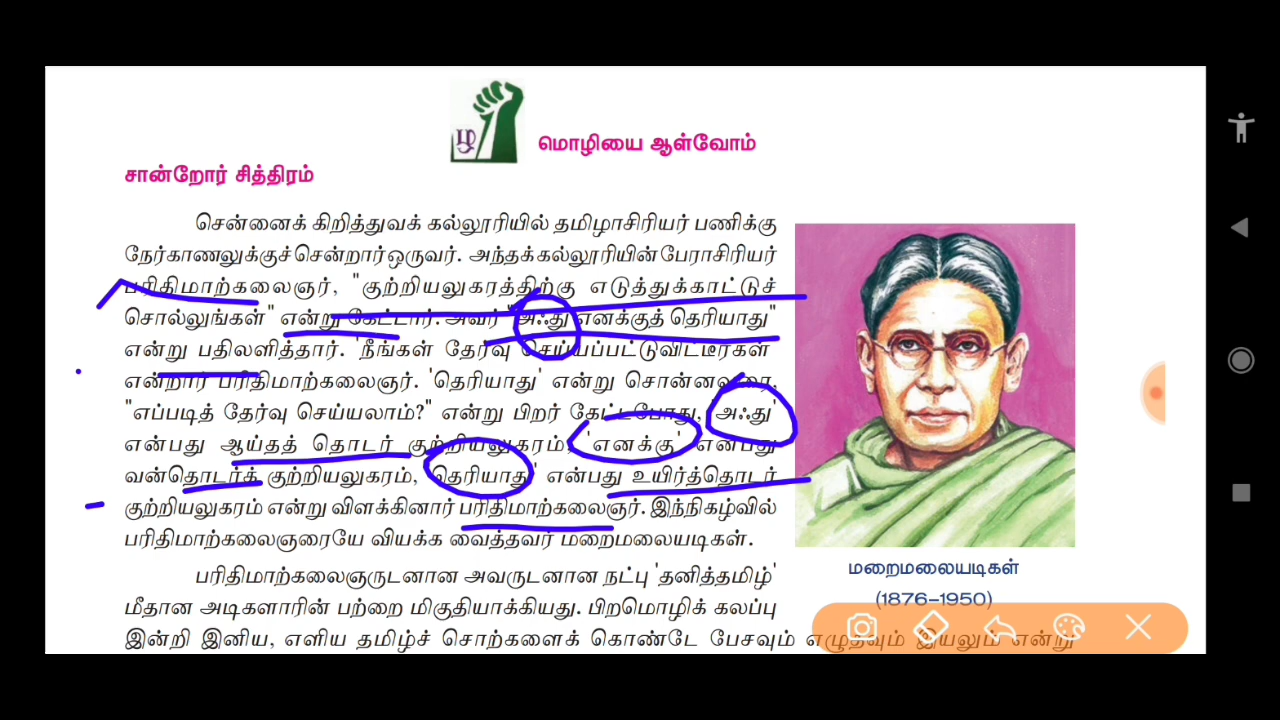 ழ
மொழியை ஆள்வோம்
சான்றோர் சித்திரம்
சென்னைக் கிறித்துவக் கல்லூரியில் தமிழாசிரியர் பணிக்கு
நேர்காணலுக்குச் சென்றார் ஒருவர். அந்தக் கல்லூரியின் பேராசிரியர்
பரிதிமாற்கலைஞர், "குற்றியலுகரத்திற்கு எடுத்துக்காட்டுச்
சொல்லுங்கள்" என்று கேட்டார். அவர் "அஃது எனக்குத் தெரியாது"
என்று பதிலளித்தார். 'நீங்கள் தேர்வு செய்யப்பட்டுவிட்டீர்கள்
என்றார் பரிதிமாற்கலைஞர். 'தெரியாது' என்று சொன்னவரை,
"எப்படித் தேர்வு செய்யலாம்?" என்று பிறர் கேட்டபோது, 'அஃது'
என்பது ஆய்தத் தொடர் குற்றியலுகரம், 'எனக்கு' என்பது
வன்தொடர்க் குற்றியலுகரம், 'தெரியாது' என்பது உயிர்த்தொடர்
குற்றியலுகரம் என்று விளக்கினார் பரிதிமாற்கலைஞர். இந்நிகழ்வில்
பரிதிமாற்கலைஞரையே வியக்க வைத்தவர் மறைமலையடிகள்.
பரிதிமாற்கலைஞருடனான அவருடனான நட்பு 'தனித்தமிழ்'
மீதான அடிகளாரின் பற்றை மிகுதியாக்கியது. பிறமொழிக் கலப்பு
இன்றி இனிய, எளிய தமிழ்ச் சொற்களைக் கொண்டே பேசவும் எழுதவும் இயலும் என்று
மறைமலையடிகள்
(1876–1950)